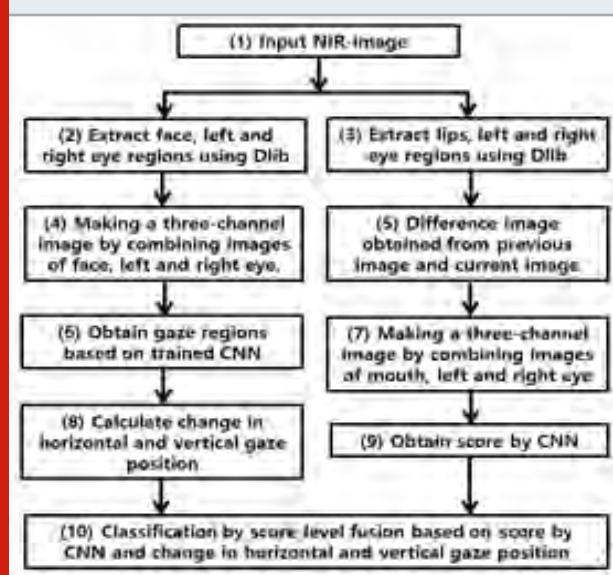 (1) Input NIR-image
(2) Extract face, left and
right eye regions using Dlib
(3) Extract lips, left and right
eye regions using Dlib
(4) Making a three-channel
image by combining images
of face, left and right eye.
(5) Difference image
obtained from previous
image and current image
(6) Obtain gaze regions
based on trained CNN
(7) Making a three-channel
image by combining images
of mouth, left and right eye
(8) Calculate change in
horizontal and vertical gaze
position
(9) Obtain score by CNN
(10) Classification by score level fusion based on score by
CNN and change in horizontal and vertical gaze position